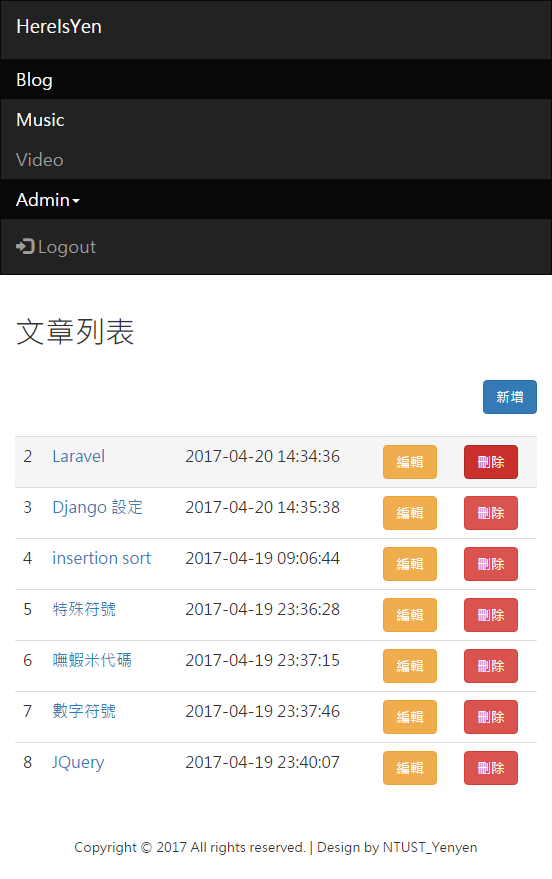 HereIsYen
Blog
Music
Video
Admin
Logout
文章列表
新增
2 Laravel 2017-04-20 14:34:36 編輯 刪除
3 Django 設定 2017-04-20 14:35:38 編輯 刪除
4 insertion sort 2017-04-19 09:06:44 編輯 刪除
5 特殊符號 2017-04-19 23:36:28 編輯 刪除
6 嘸蝦米代碼 2017-04-19 23:37:15 編輯 刪除
7 數字符號 2017-04-19 23:37:46 編輯 刪除
8 JQuery 2017-04-19 23:40:07 編輯 刪除
Copyright © 2017 All rights reserved. | Design by NTUST_Yenyen